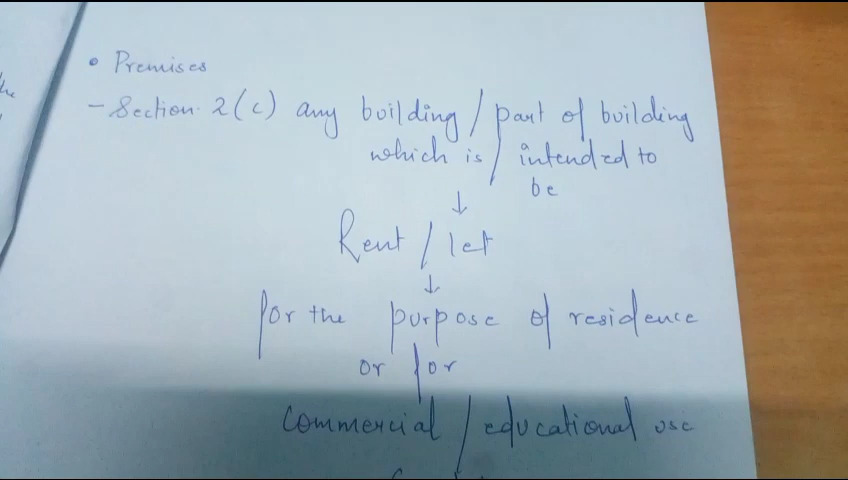 • Premises
- Section 2(c) any building / part of building
which is / intended to
be
↓
Rent / let
↓
for the purpose of residence
or for
Commercial / educational use